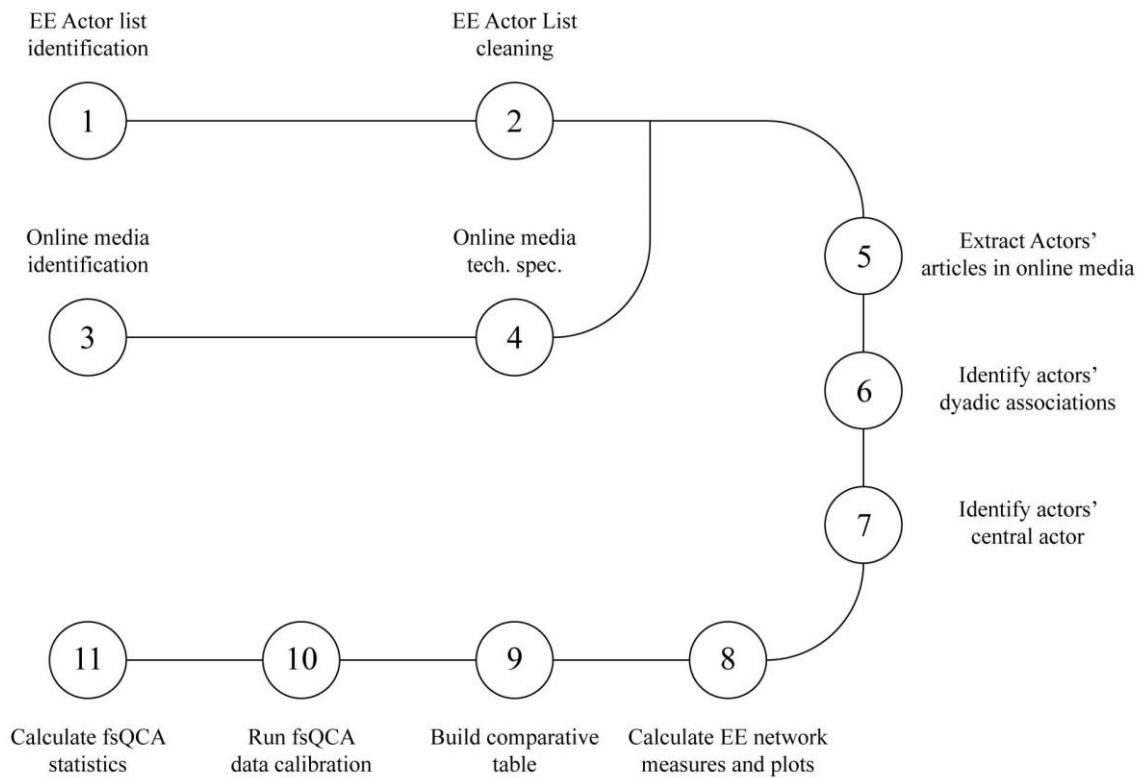 EE Actor list
identification
1
EE Actor List
cleaning
2
Online media
identification
3
Online media
tech. spec.
4
5
Extract Actors’
articles in online media
6
Identify actors’
dyadic associations
7
Identify actors’
central actor
11
Calculate fsQCA
statistics
10
Run fsQCA
data calibration
9
Build comparative
table
8
Calculate EE network
measures and plots